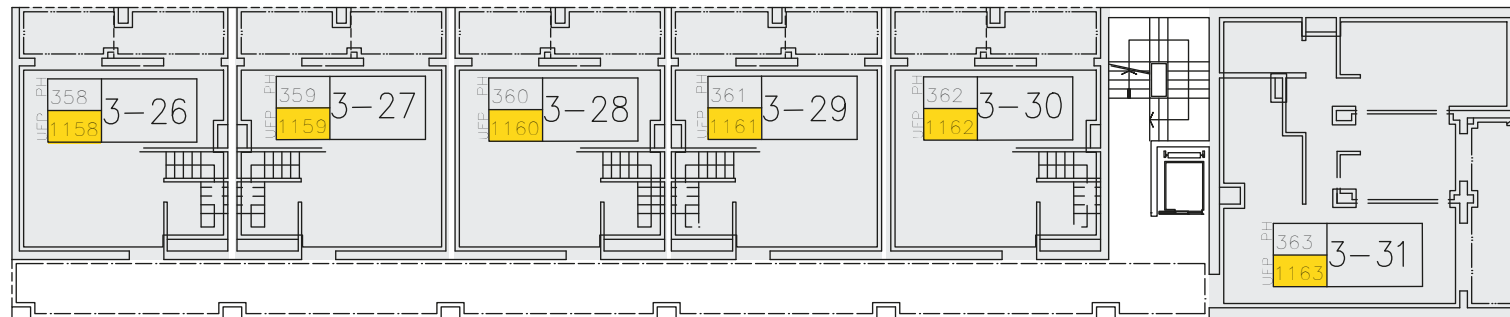 PH 358 3-26
UFP 1158
PH 359 3-27
UFP 1159
PH 360 3-28
UFP 1160
PH 361 3-29
UFP 1161
PH 362 3-30
UFP 1162
PH 363 3-31
UFP 1163